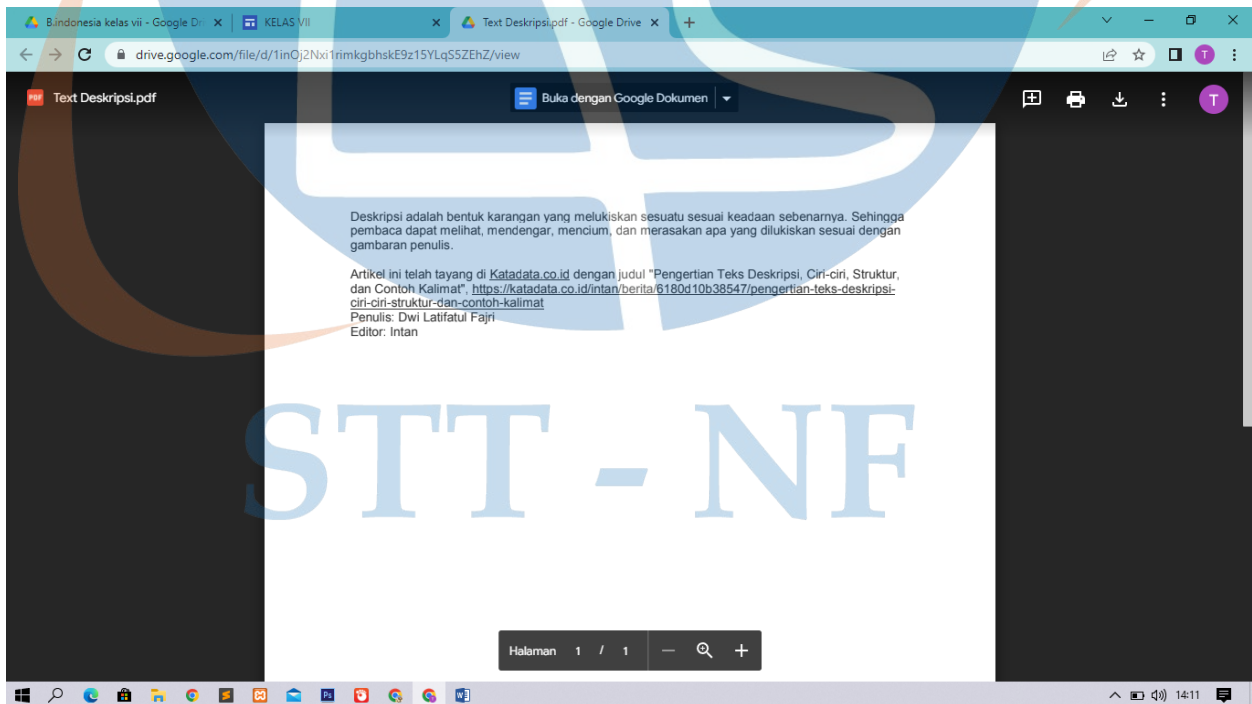 B.indonesia kelas vii - Google Dri
KELAS VII
Text Deskripsi.pdf - Google Drive
drive.google.com/file/d/1inOj2Nxi1rimkgbhskE9z15YLqS5ZEhZ/view
T
PDF
Text Deskripsi.pdf
Buka dengan Google Dokumen
T
Deskripsi adalah bentuk karangan yang melukiskan sesuatu sesuai keadaan sebenarnya. Sehingga
pembaca dapat melihat, mendengar, mencium, dan merasakan apa yang dilukiskan sesuai dengan
gambaran penulis.
Artikel ini telah tayang di Katadata.co.id dengan judul "Pengertian Teks Deskripsi, Ciri-ciri, Struktur,
dan Contoh Kalimat", https://katadata.co.id/intan/berita/6180d10b38547/pengertian-teks-deskripsi-
ciri-ciri-struktur-dan-contoh-kalimat
Penulis: Dwi Latifatul Fajri
Editor: Intan
STT - NF
Halaman 1 / 1
Ps
14:11